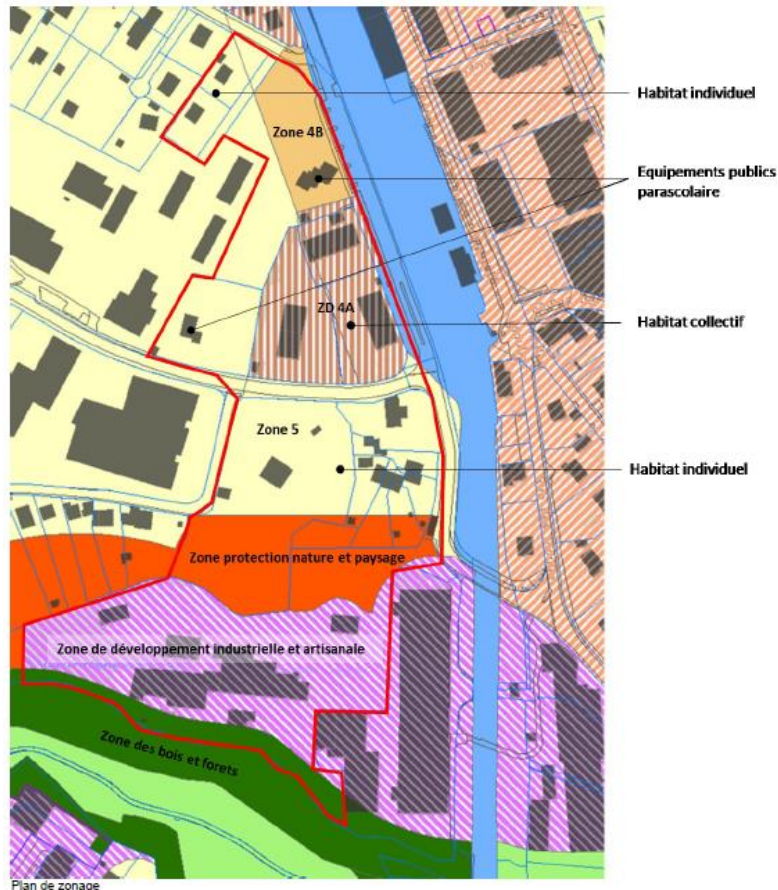 Habitat individuel
Zone 4B
Equipements publics
parascolaire
ZD 4A
Habitat collectif
Zone 5
Habitat individuel
Zone protection nature et paysage
Zone de développement industrielle et artisanale
Zone des bois et forets
Plan de zonage